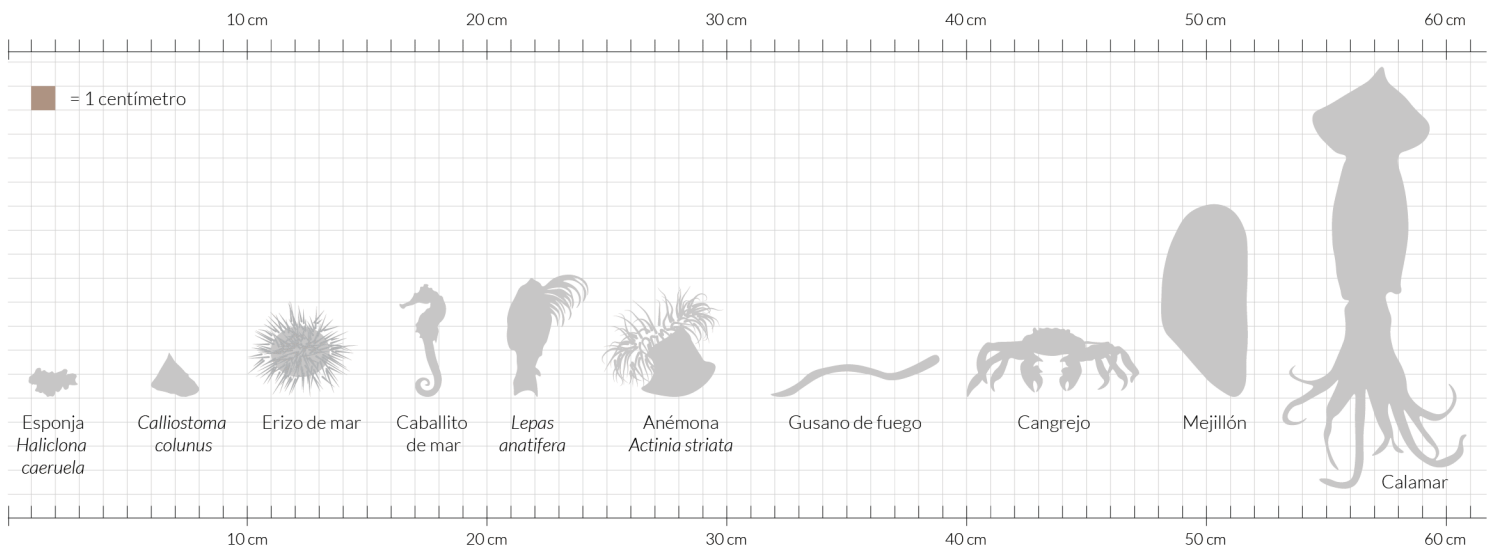 10 cm
20 cm
30 cm
40 cm
50 cm
60 cm
= 1 centímetro
Esponja
Haliclona
caeruela
Calliostoma
colunus
Erizo de mar
Caballito
de mar
Lepas
anatifera
Anémona
Actinia striata
Gusano de fuego
Cangrejo
Mejillón
Calamar
10 cm
20 cm
30 cm
40 cm
50 cm
60 cm